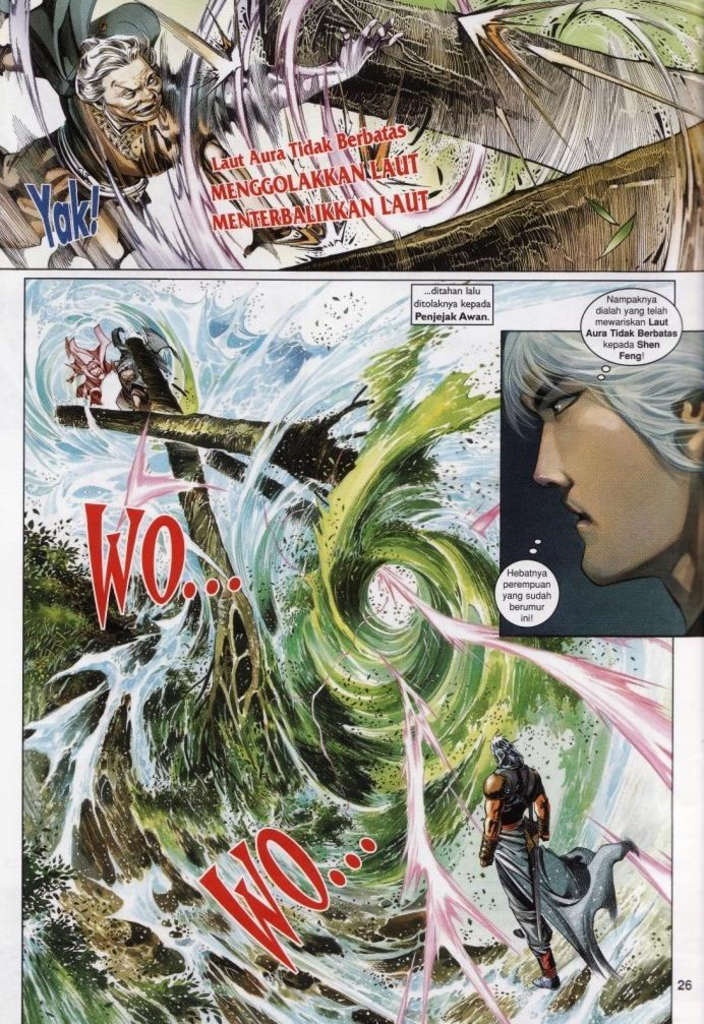 Laut Aura Tidak Berbatas
MENGGOLAKKAN LAUT
MENTERBALIKKAN LAUT
Yak!
...ditahan lalu
ditolaknya kepada
Penjejak Awan.
Nampaknya
dialah yang telah
mewariskan Laut
Aura Tidak Berbatas
kepada Shen
Feng!
WO...
Hebatnya
perempuan
yang sudah
berumur
ini!
WO...
26